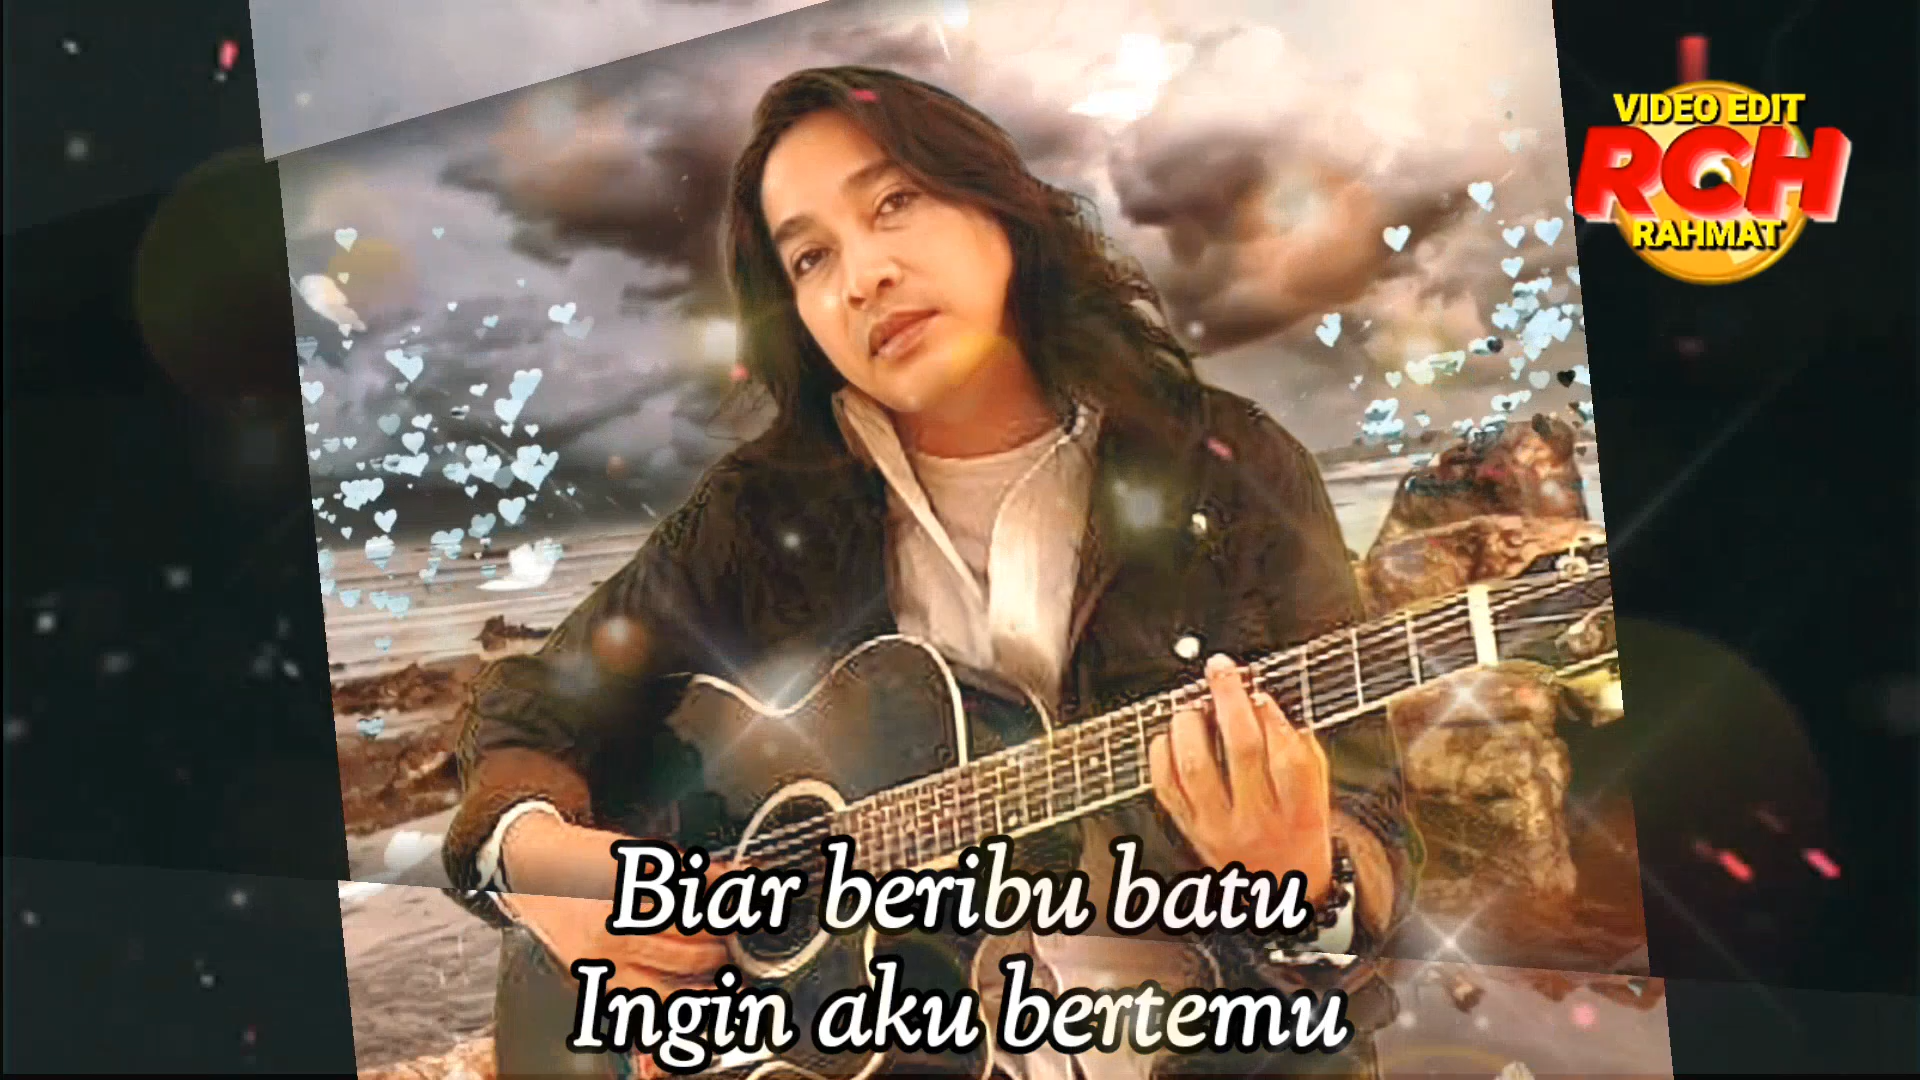 VIDEO EDIT
RCH
RAHMAT
Biar beribu batu
Ingin aku bertemu